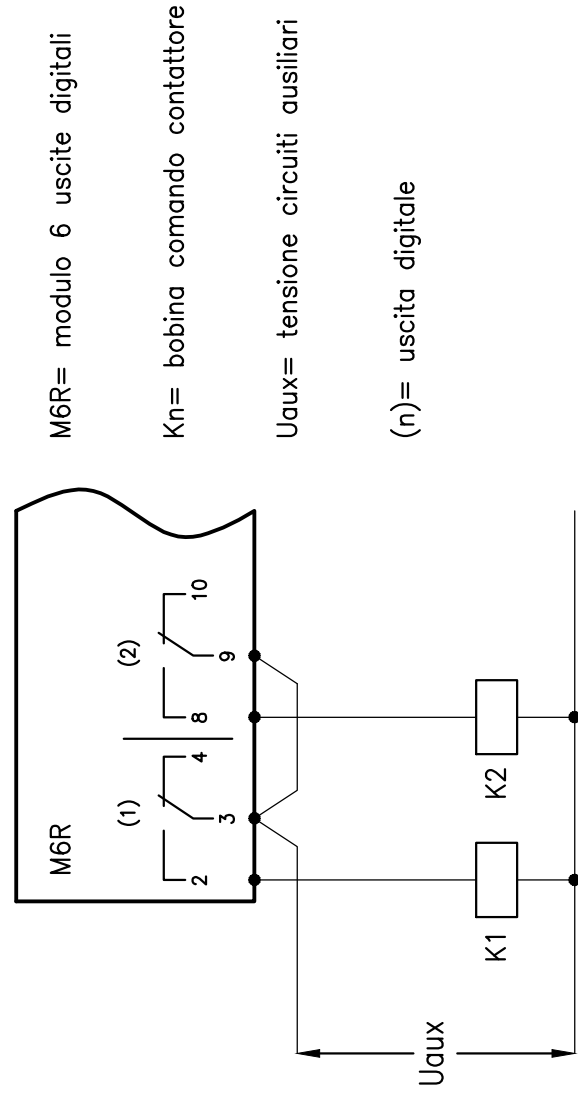 M6R= modulo 6 uscite digitali
Kn= bobina comando contattore
Uaux= tensione circuiti ausiliari
(n)= uscita digitale
M6R
(1)
(2)
2
3
4
8
9
10
K1
K2
Uaux